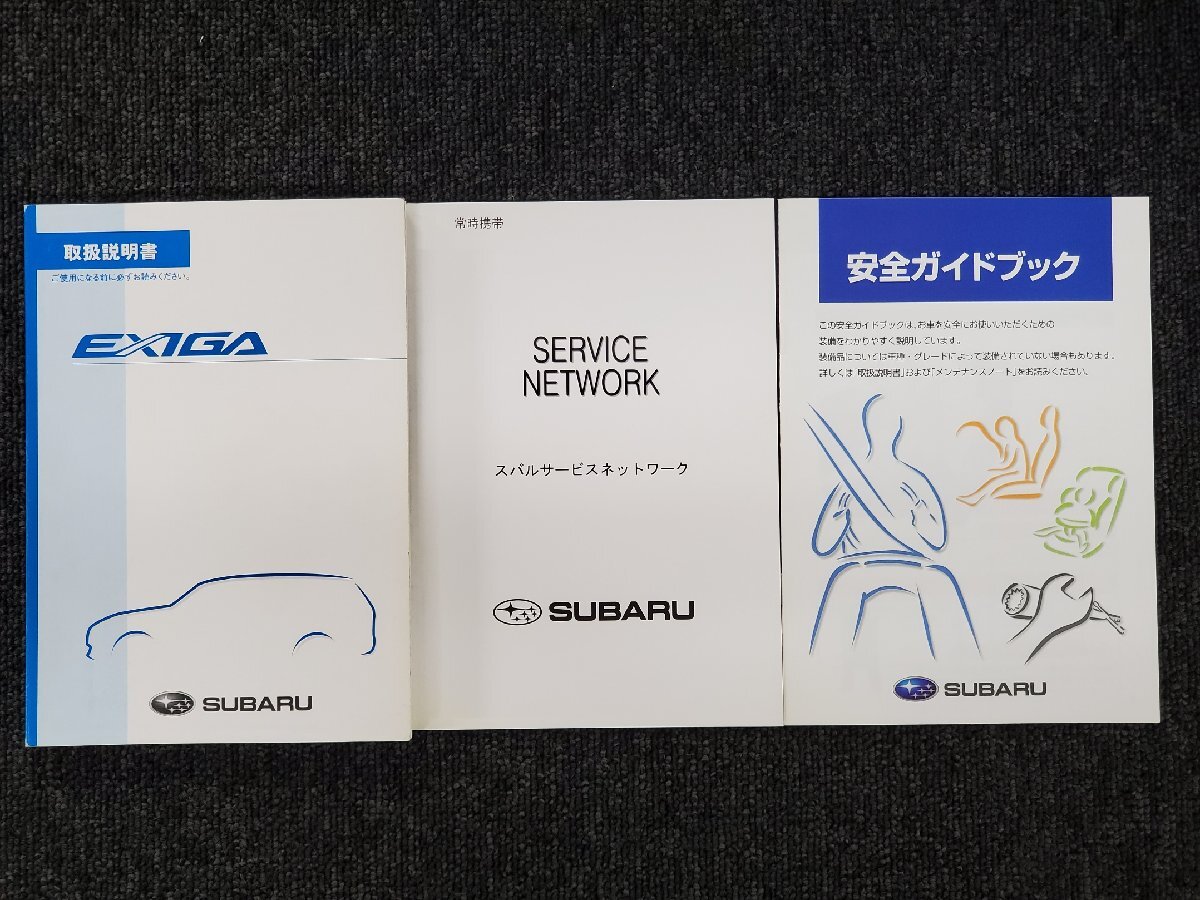 取扱説明書
ご使用になる前に必ずお読みください。
EXIGA
SUBARU
常時携帯
SERVICE
NETWORK
スバルサービスネットワーク
SUBARU
安全ガイドブック
この安全ガイドブックは、お車を安全にお使いいただくための
装備をわかりやすく説明しています。
装備品については車種・グレードによって装備されていない場合もあります。
詳しくは「取扱説明書」および「メンテナンスノート」をお読みください。
SUBARU